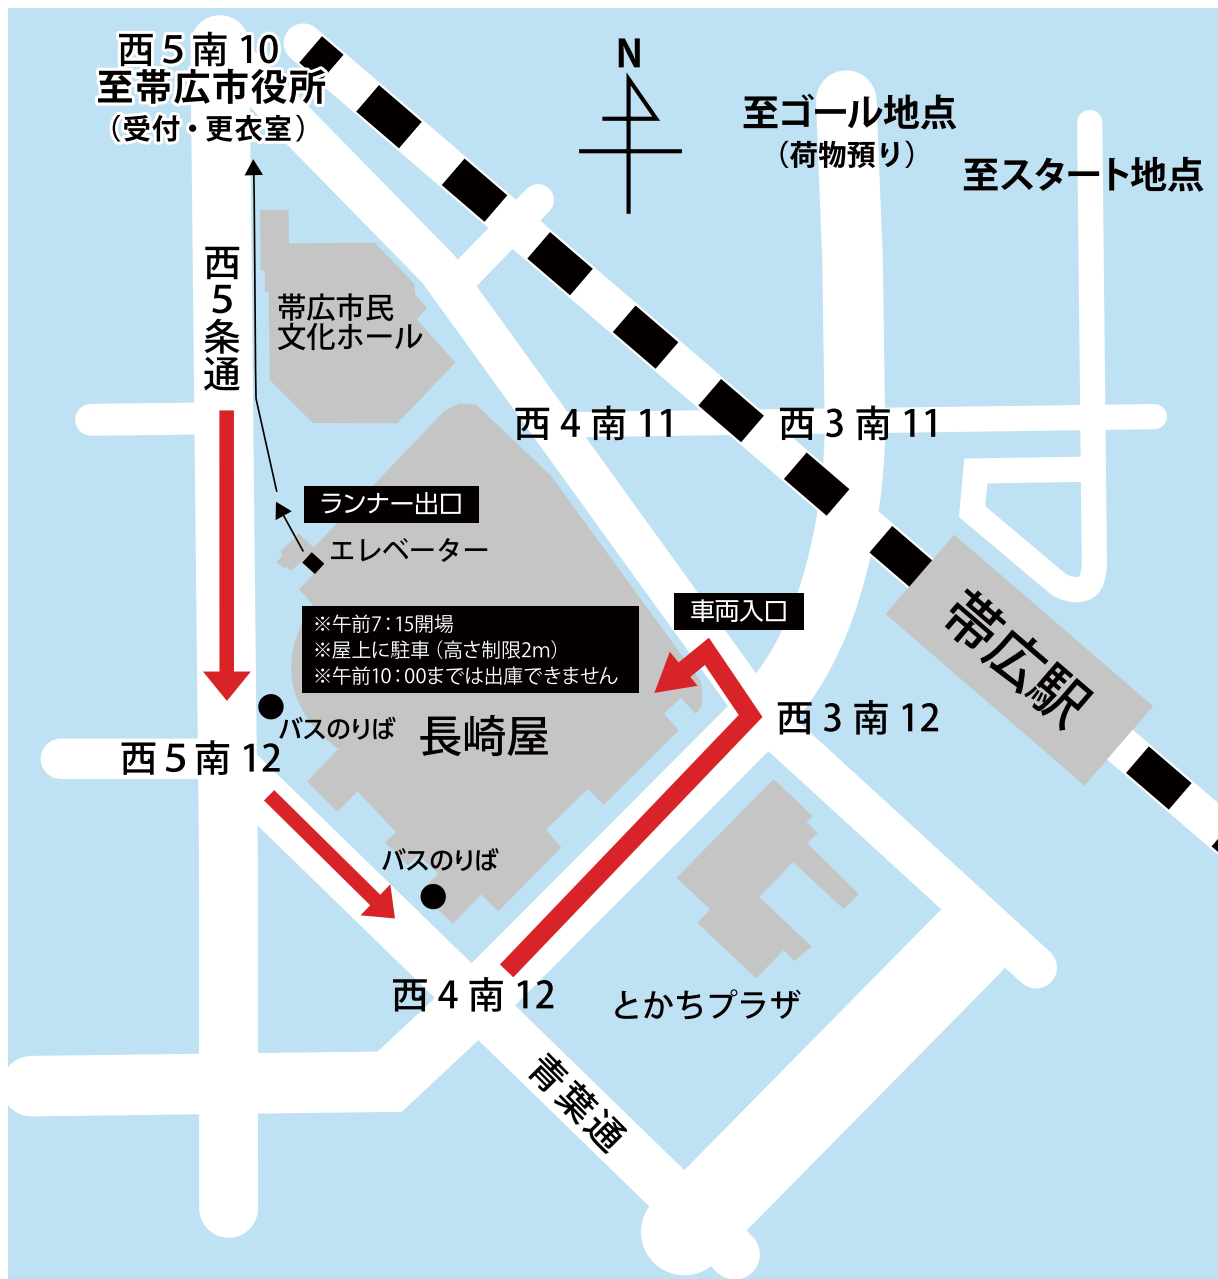 西5南10
至帯広市役所
（受付・更衣室）
N
至ゴール地点
（荷物預り）
至スタート地点
西5条通
帯広市民
文化ホール
西4南11
西3南11
ランナー出口
エレベーター
車両入口
※午前7：15開場
※屋上に駐車（高さ制限2m）
※午前10：00までは出庫できません
帯広駅
バスのりば
長崎屋
西3南12
西5南12
バスのりば
西4南12
とかちプラザ
青葉通